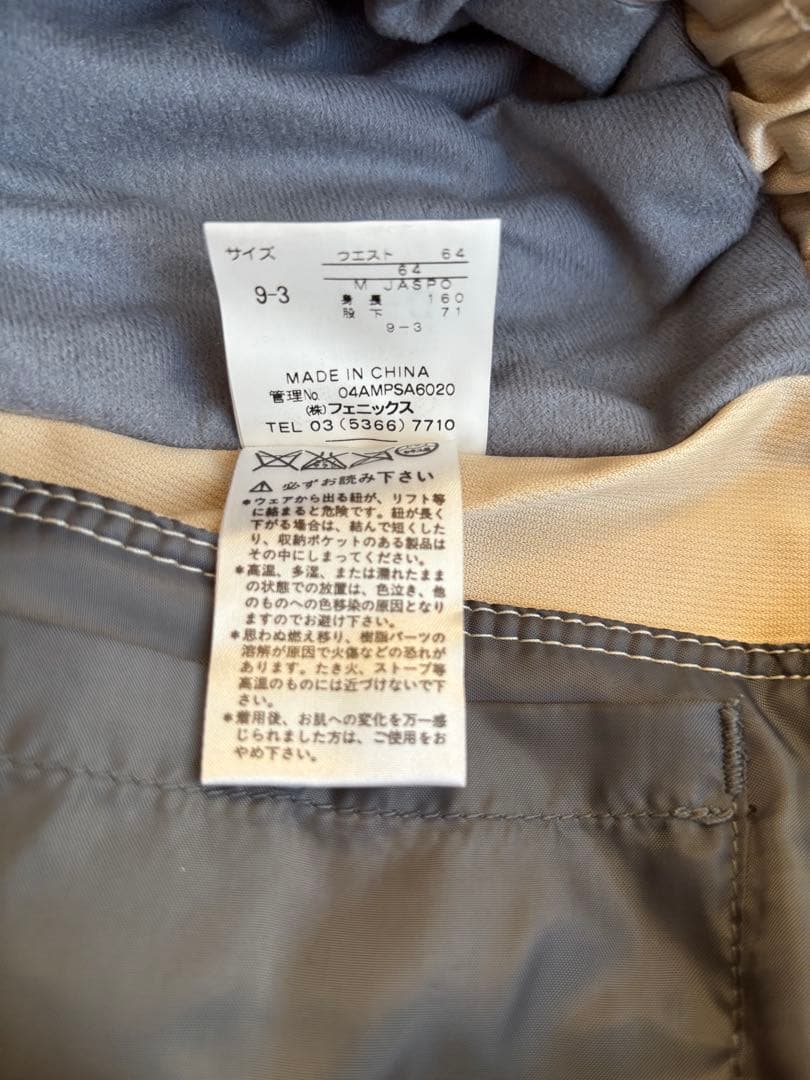 サイズ
9-3
ウエスト 64
64
M JASPO
身長 160
股下 71
9-3
MADE IN CHINA
管理No. 04AMPSA6020
(株)フェニックス
TEL 03(5366)7710
⚠ 必ずお読み下さい
*ウェアから出る紐が、リフト等
に絡まると危険です。紐が長く
下がる場合は、結んで短くした
り、収納ポケットのある製品は
その中にしまってください。
*高温、多湿、または濡れたまま
の状態での放置は、色泣き、他
のものへの色移染の原因となり
ますのでお避け下さい。
*思わぬ燃え移り、樹脂パーツの
溶解が原因で火傷などの恐れが
あります。たき火、ストーブ等
高温のものには近づけないで下
さい。
*着用後、お肌への変化を万一感
じられました方は、ご使用をお
やめ下さい。